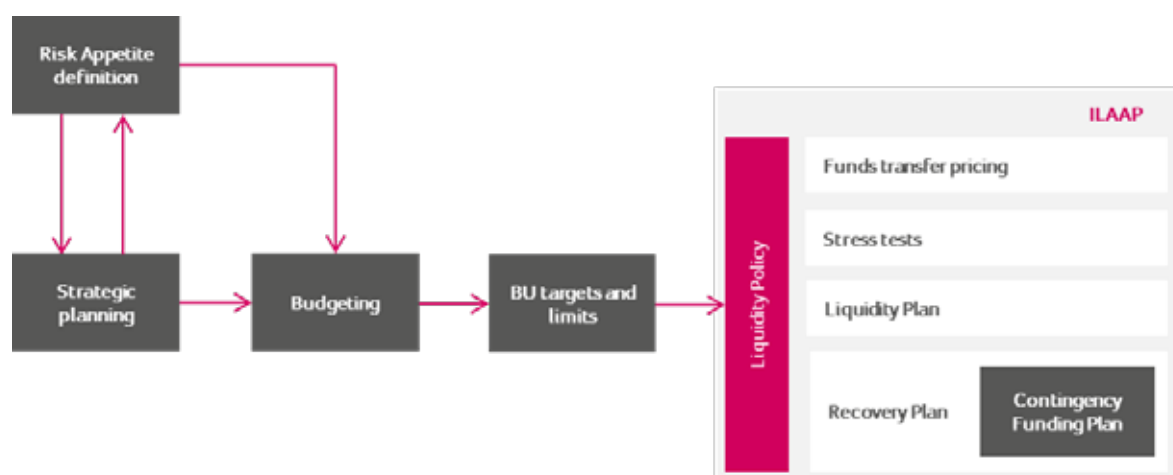 Risk Appetite
definition
ILAAP
Funds transfer pricing
Stress tests
Strategic
planning
Budgeting
BU targets and
limits
Liquidity Policy
Liquidity Plan
Recovery Plan
Contingency
Funding Plan